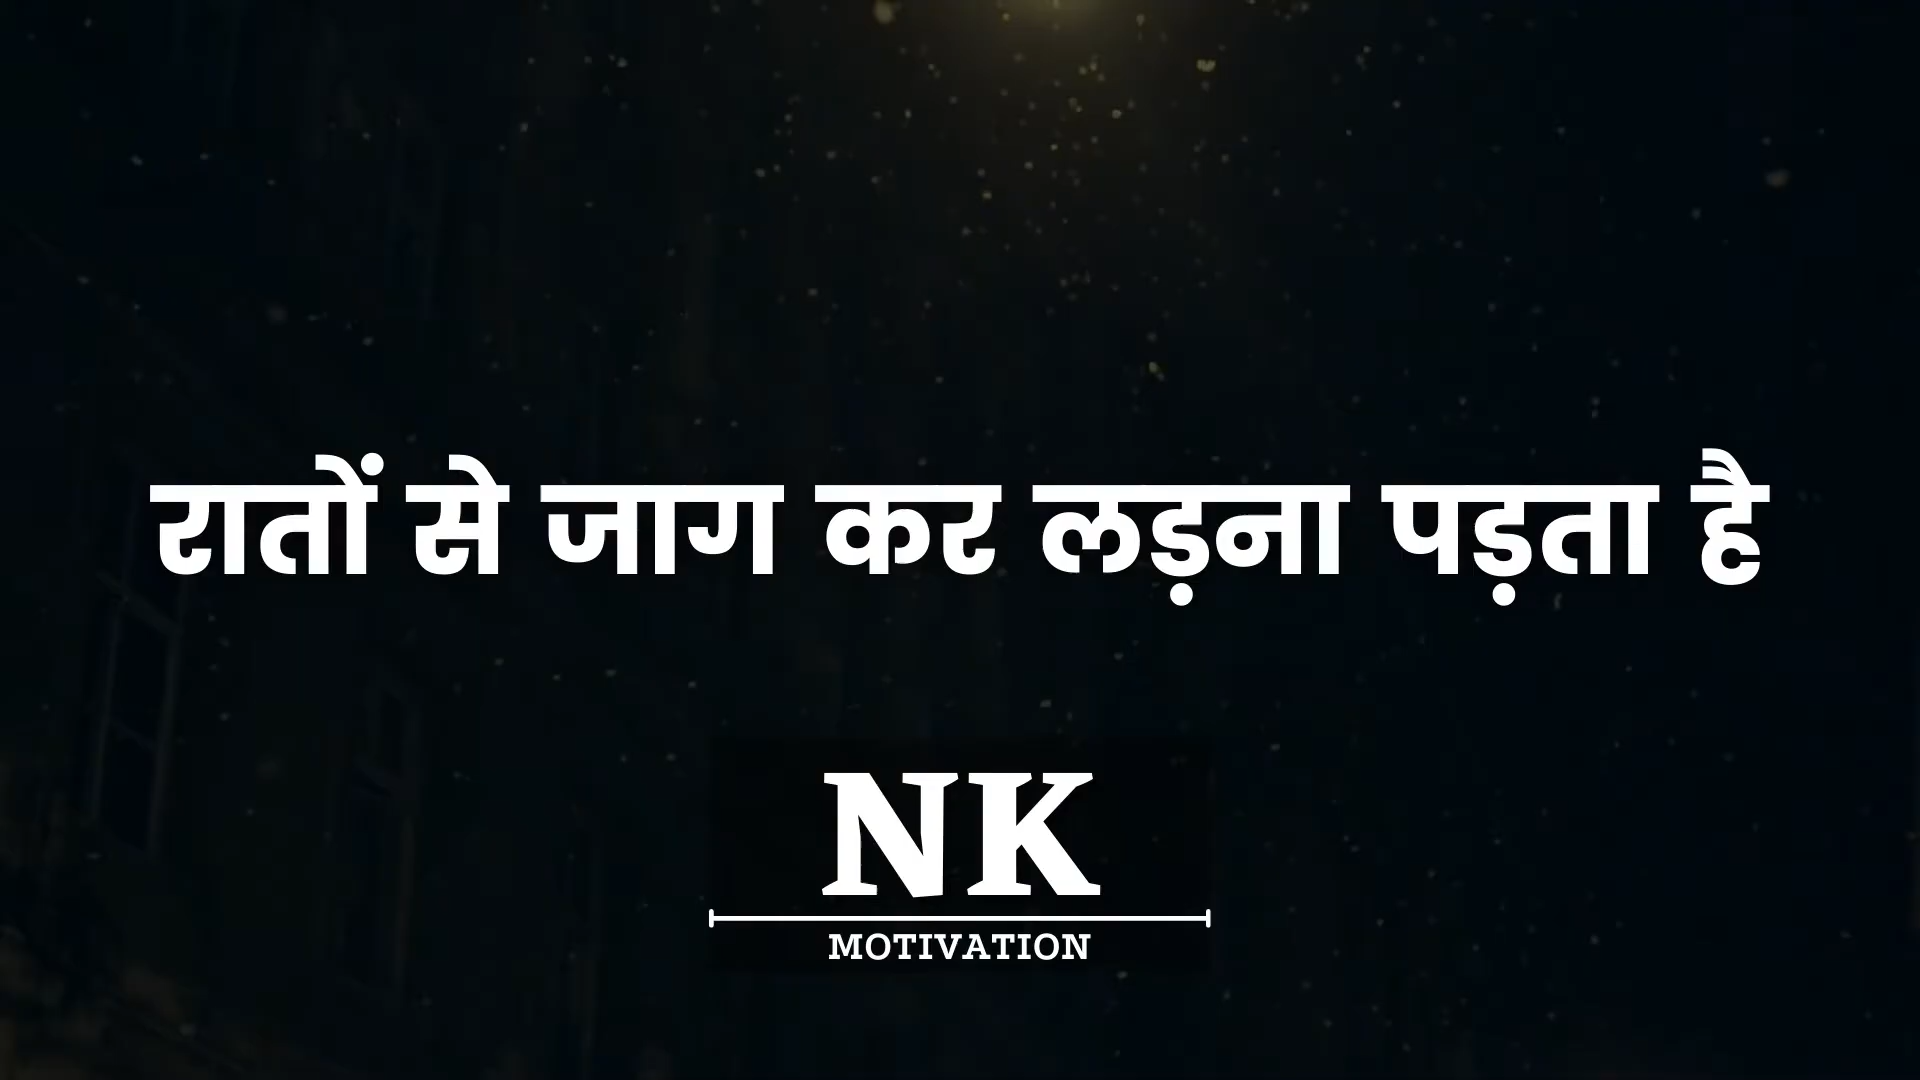 रातों से जाग कर लड़ना पड़ता है
NK
MOTIVATION